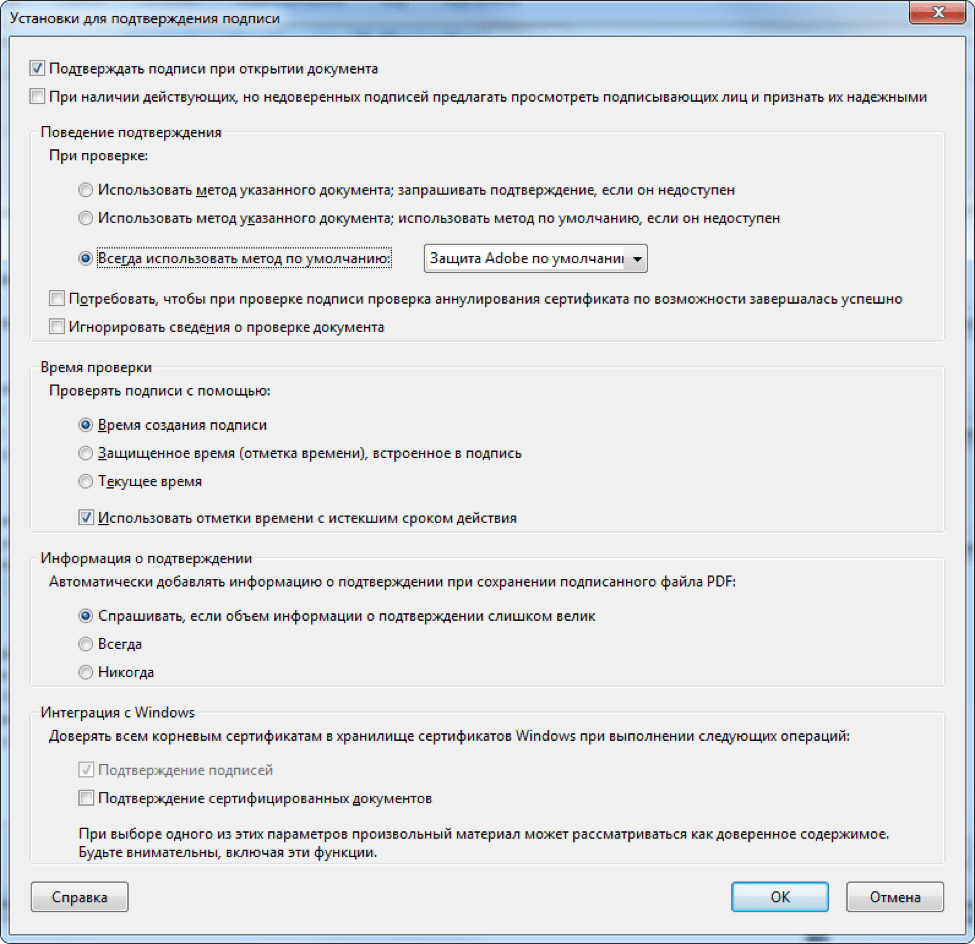 Установки для подтверждения подписи
Подтверждать подписи при открытии документа
При наличии действующих, но недоверенных подписей предлагать просмотреть подписывающих лиц и признать их надежными
Поведение подтверждения
При проверке:
Использовать метод указанного документа; запрашивать подтверждение, если он недоступен
Использовать метод указанного документа; использовать метод по умолчанию, если он недоступен
Всегда использовать метод по умолчанию: Защита Adobe по умолчани
Потребовать, чтобы при проверке подписи проверка аннулирования сертификата по возможности завершалась успешно
Игнорировать сведения о проверке документа
Время проверки
Проверять подписи с помощью:
Время создания подписи
Защищенное время (отметка времени), встроенное в подпись
Текущее время
Использовать отметки времени с истекшим сроком действия
Информация о подтверждении
Автоматически добавлять информацию о подтверждении при сохранении подписанного файла PDF:
Спрашивать, если объем информации о подтверждении слишком велик
Всегда
Никогда
Интеграция с Windows
Доверять всем корневым сертификатам в хранилище сертификатов Windows при выполнении следующих операций:
Подтверждение подписей
Подтверждение сертифицированных документов
При выборе одного из этих параметров произвольный материал может рассматриваться как доверенное содержимое.
Будьте внимательны, включая эти функции.
Справка OK Отмена